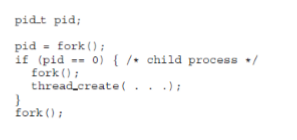 pid_t pid;
pid = fork();
if (pid == 0) { /* child process */
fork();
thread_create( . . .);
}
fork();